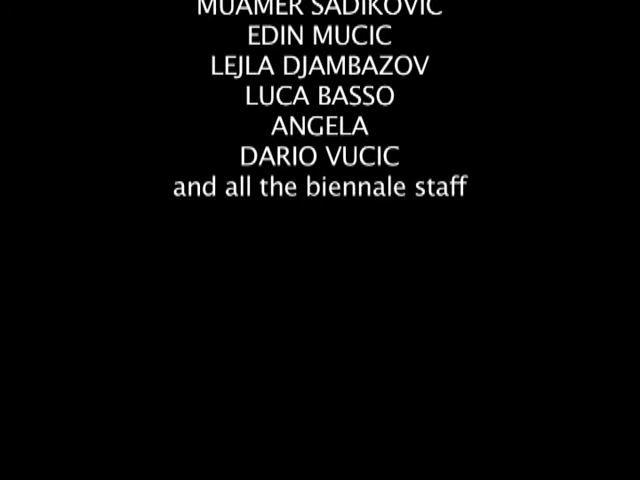 MUAMER SADIKOVIC
EDIN MUCIC
LEJLA DJAMBAZOV
LUCA BASSO
ANGELA
DARIO VUCIC
and all the biennale staff